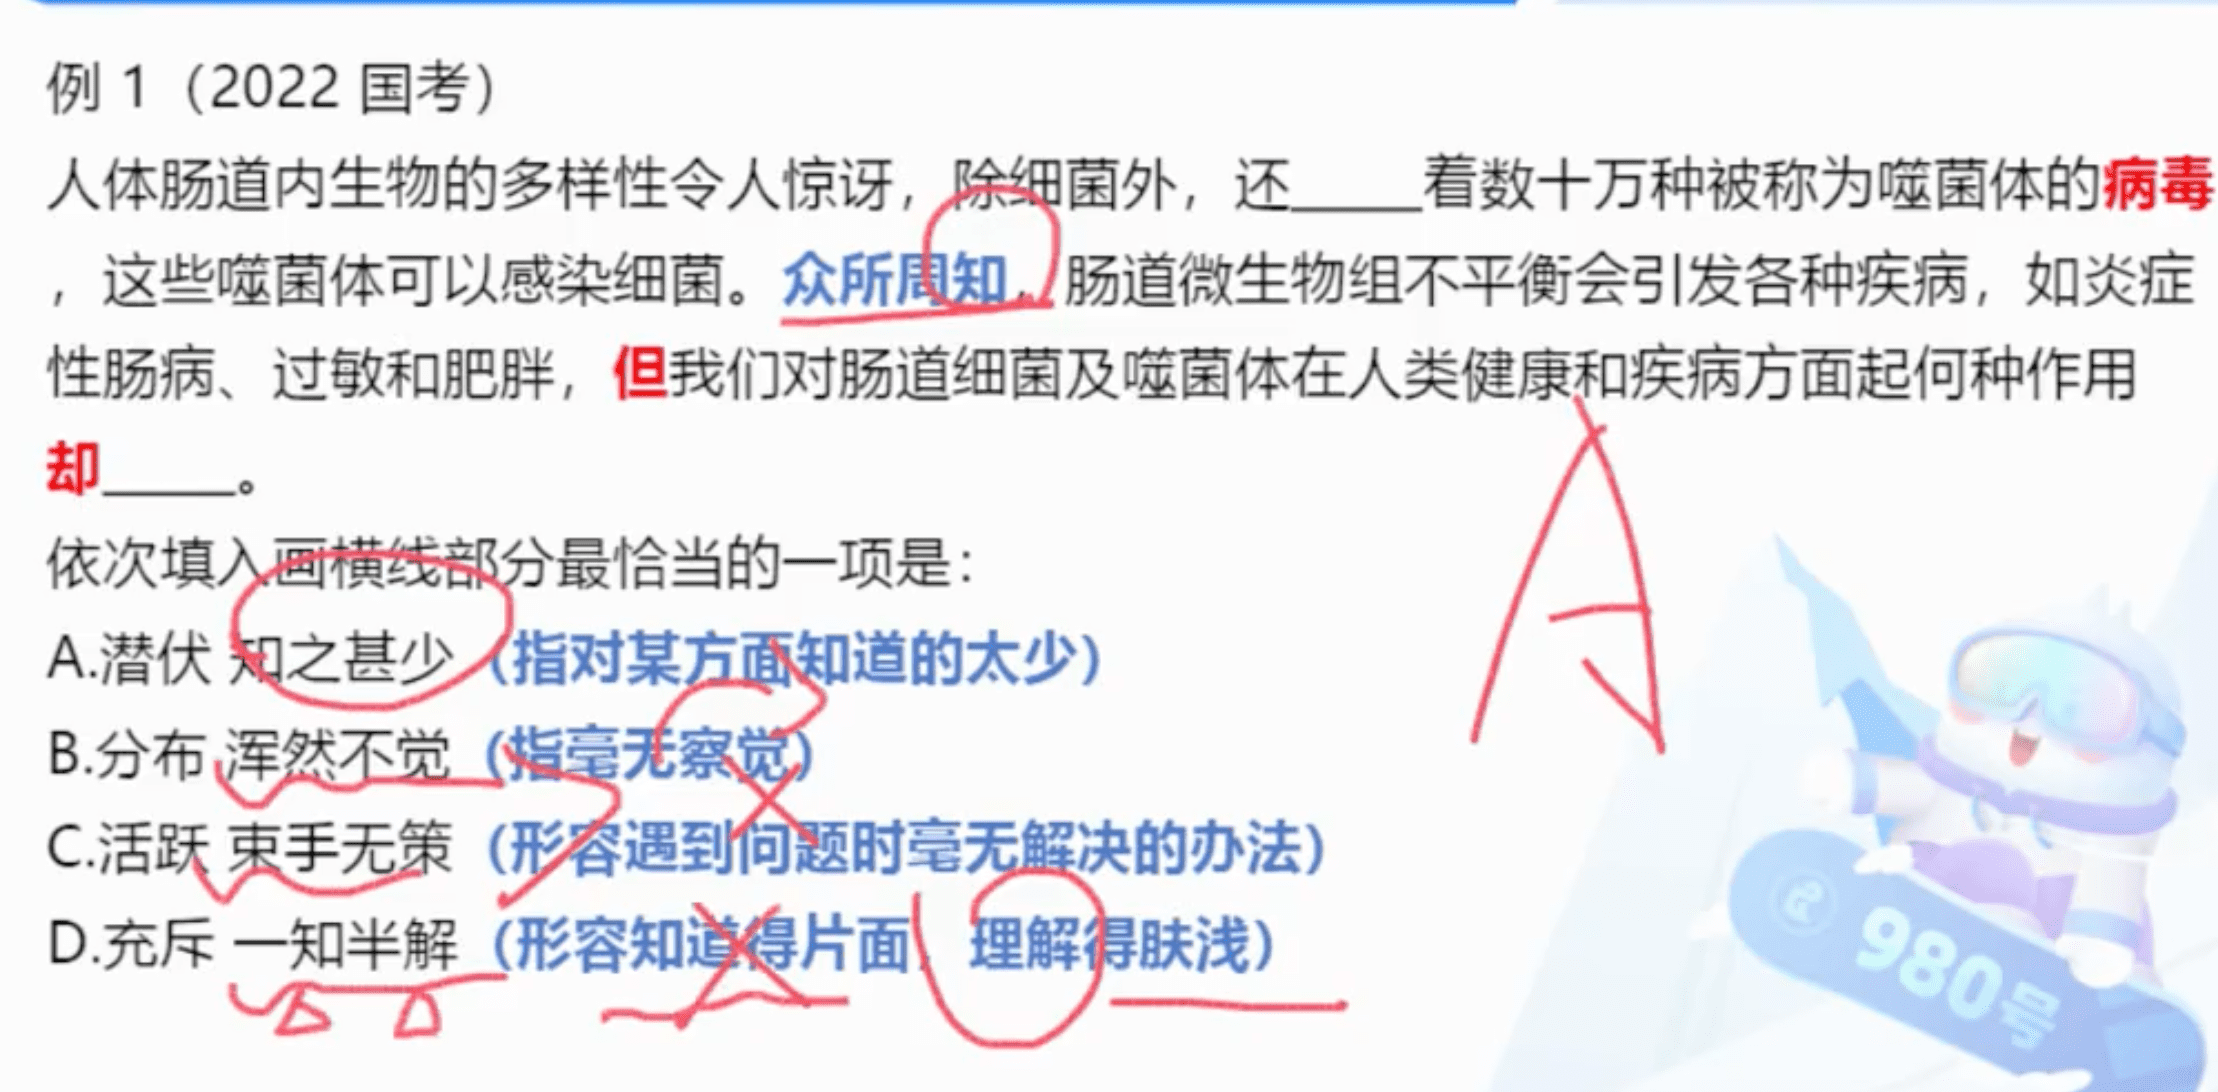 例 1（2022 国考）
人体肠道内生物的多样性令人惊讶，除细菌外，还_____着数十万种被称为噬菌体的病毒
，这些噬菌体可以感染细菌。众所周知，肠道微生物组不平衡会引发各种疾病，如炎症
性肠病、过敏和肥胖，但我们对肠道细菌及噬菌体在人类健康和疾病方面起何种作用
却_____。
依次填入画横线部分最恰当的一项是：
A.潜伏 知之甚少（指对某方面知道的太少）
B.分布 浑然不觉（指毫无察觉）
C.活跃 束手无策（形容遇到问题时毫无解决的办法）
D.充斥 一知半解（形容知道得片面，理解得肤浅）
A
980号